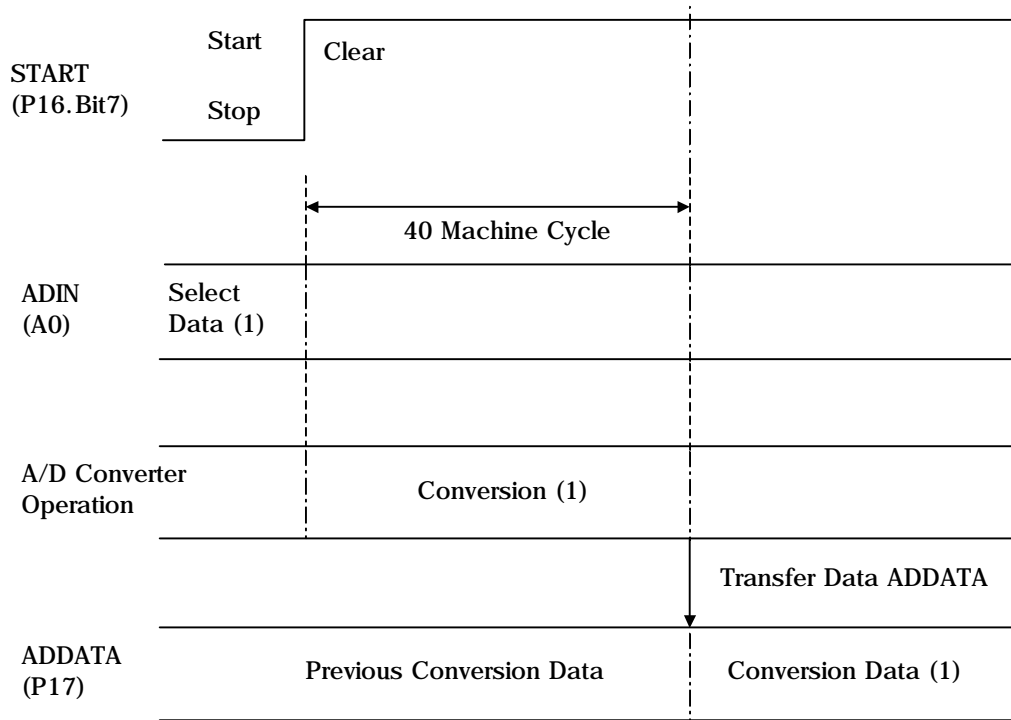 START
(P16.Bit7)
Start
Stop
Clear
40 Machine Cycle
ADIN
(A0)
Select
Data (1)
A/D Converter
Operation
Conversion (1)
Transfer Data ADDATA
ADDATA
(P17)
Previous Conversion Data
Conversion Data (1)